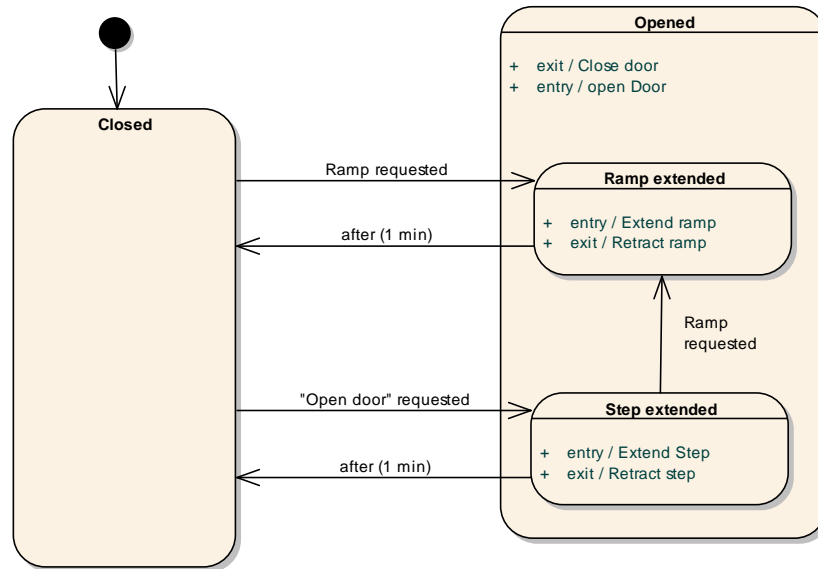 Opened
+ exit / Close door
+ entry / open Door
Closed
Ramp requested
Ramp extended
+ entry / Extend ramp
+ exit / Retract ramp
after (1 min)
Ramp
requested
"Open door" requested
Step extended
+ entry / Extend Step
+ exit / Retract step
after (1 min)